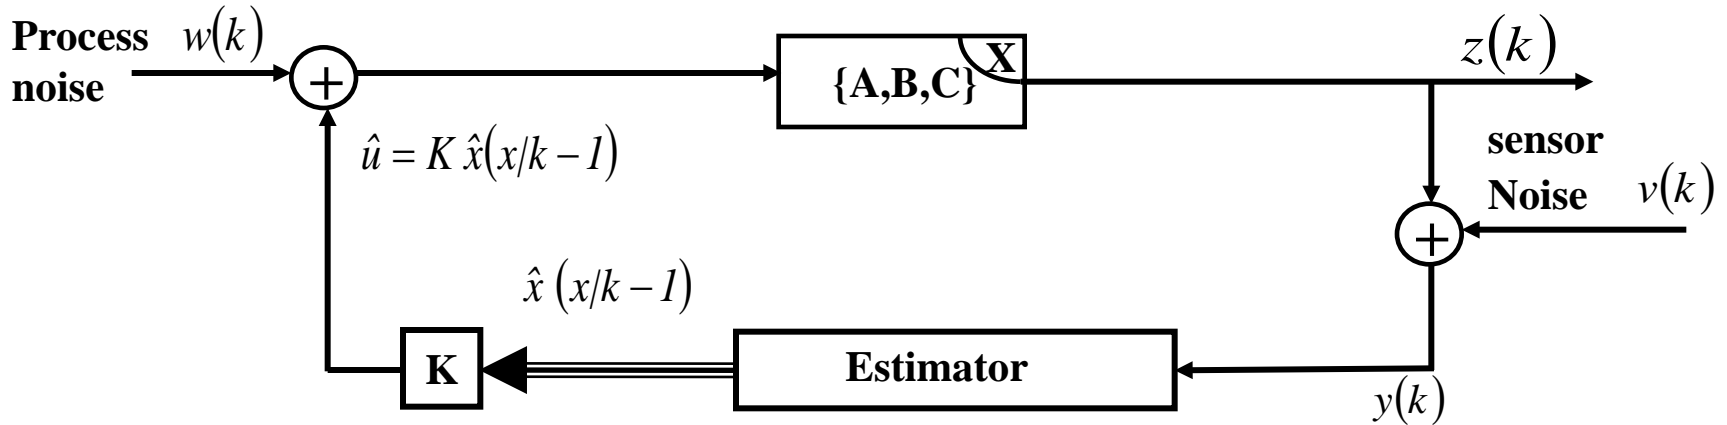 Process w(k)
noise
+
{A,B,C}
X
z(k)
û = K x̂(x/k − 1)
sensor
Noise
v(k)
+
x̂ (x/k − 1)
K
Estimator
y(k)